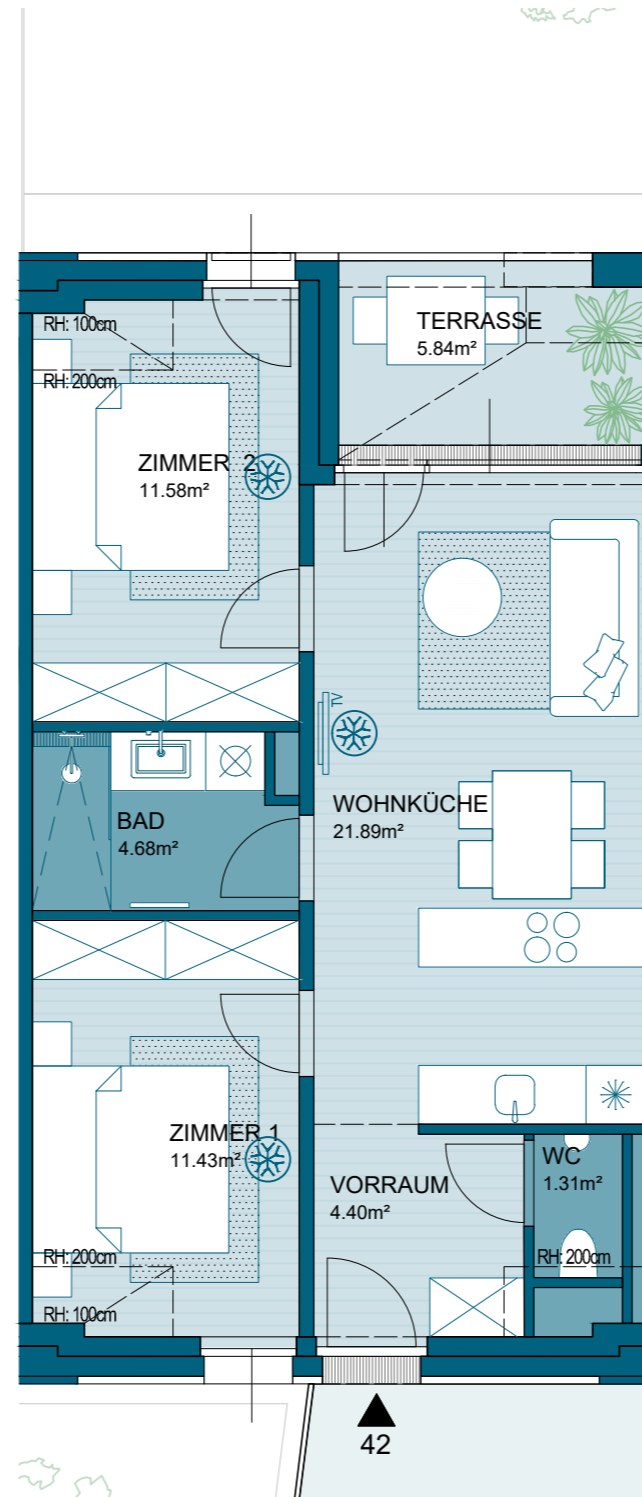 RH: 100cm
RH: 200cm
TERRASSE
5.84m²
ZIMMER 2
11.58m²
TV
WOHNKÜCHE
21.89m²
BAD
4.68m²
ZIMMER 1
11.43m²
VORRAUM
4.40m²
WC
1.31m²
RH: 200cm
RH: 200cm
RH: 100cm
42